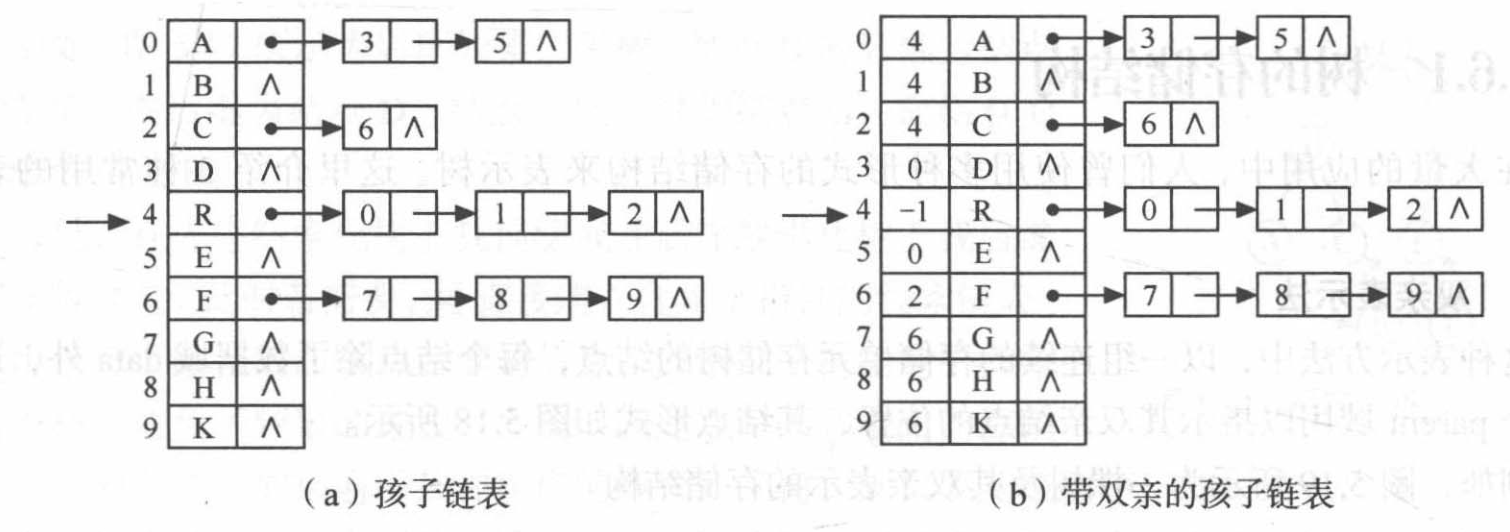 0 A 3 5 ∧
1 B ∧
2 C 6 ∧
3 D ∧
4 R 0 1 2 ∧
5 E ∧
6 F 7 8 9 ∧
7 G ∧
8 H ∧
9 K ∧
(a)孩子链表
0 4 A 3 5 ∧
1 4 B ∧
2 4 C 6 ∧
3 0 D ∧
4 -1 R 0 1 2 ∧
5 0 E ∧
6 2 F 7 8 9 ∧
7 6 G ∧
8 6 H ∧
9 6 ∧
(b)带双亲的孩子链表